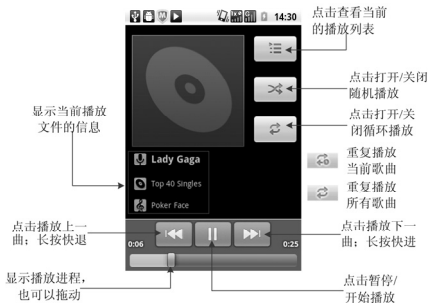 点击查看当前
的播放列表
14:30
点击打开/关闭
随机播放
点击打开/关
闭循环播放
显示当前播放
文件的信息
重复播放
当前歌曲
重复播放
所有歌曲
Lady Gaga
Top 40 Singles
Poker Face
点击播放上一
曲；长按快退
点击播放下一
曲；长按快进
0:06
0:25
显示播放进程，
也可以拖动
点击暂停/
开始播放